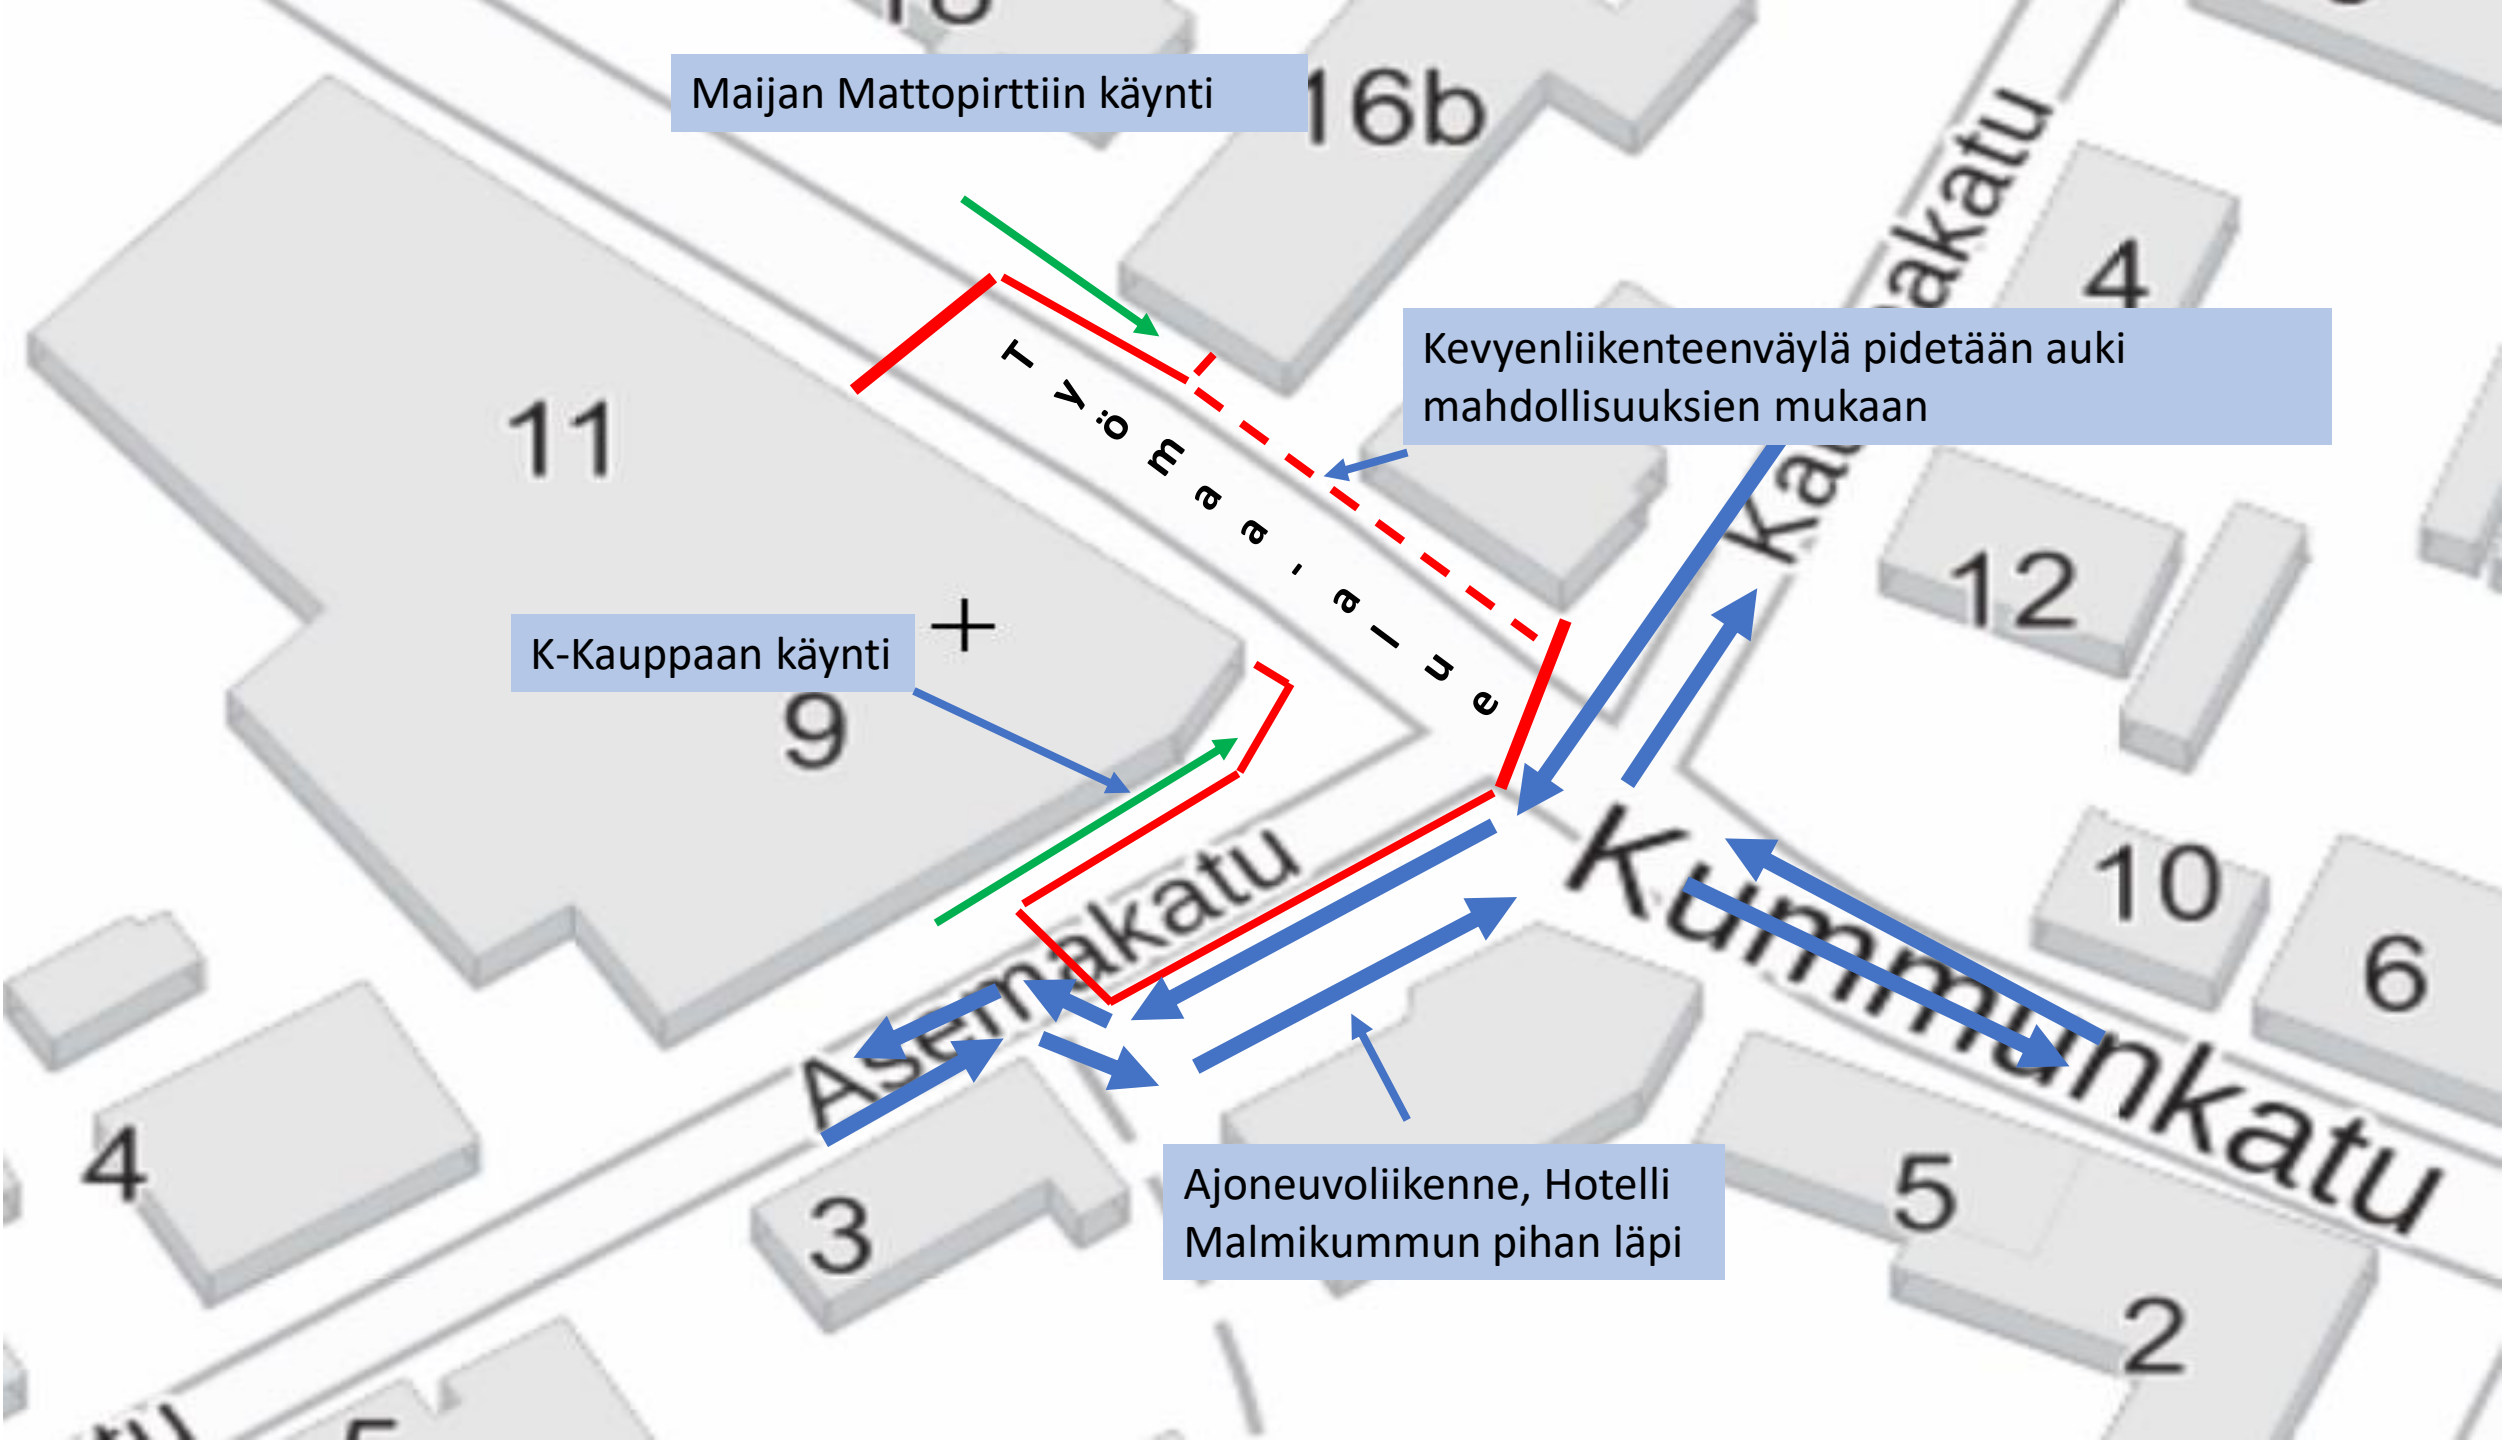 Maijan Mattopirttiin käynti
16b
akatu
4
Kevyenliikenteenväylä pidetään auki
mahdollisuuksien mukaan
Työmaa-alue
11
12
K-Kauppaan käynti
9
Asemakatu
Kummunkatu
10
6
4
3
Ajoneuvoliikenne, Hotelli
Malmikummun pihan läpi
5
2